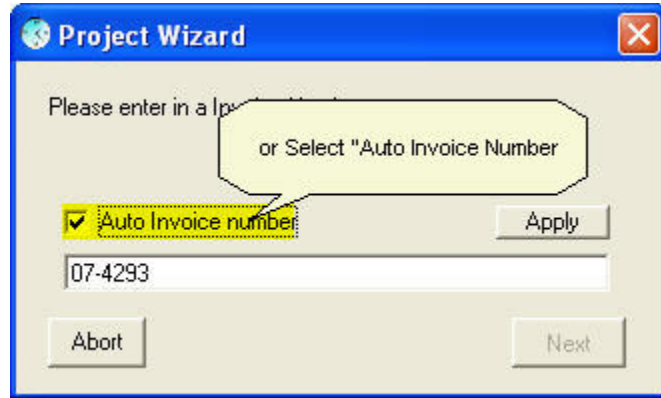 Project Wizard
Please enter in a
or Select "Auto Invoice Number
Auto Invoice number
Apply
07-4293
Abort
Next